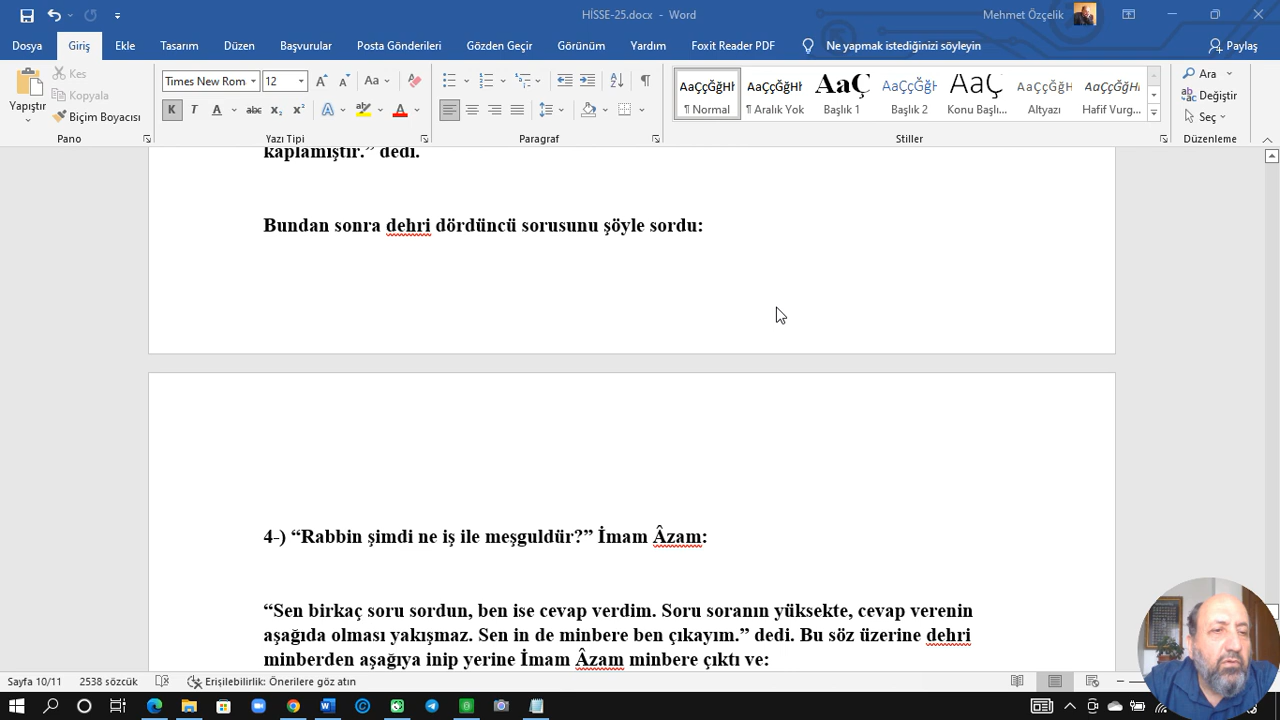 HİSSE-25.docx - Word
Mehmet Özçelik
Dosya Giriş Ekle Tasarım Düzen Başvurular Posta Gönderileri Gözden Geçir Görünüm Yardım Foxit Reader PDF Ne yapmak istediğinizi söyleyin Paylaş
Yapıştır
Kes
Kopyala
Biçim Boyacısı
Times New Rom 12
Pano
Yazı Tipi
Paragraf
AaÇçĞğHł AaÇçĞğHł AaÇ AaÇçĞğH AaÇ AaÇçĞğHł AaÇçĞğHł
¶ Normal ¶ Aralık Yok Başlık 1 Başlık 2 Konu Başlı... Altyazı Hafif Vurg...
Stiller
Ara
Değiştir
Seç
Düzenleme
kaplamıştır.” dedi.
Bundan sonra dehri dördüncü sorusunu şöyle sordu:
4-) “Rabbin şimdi ne iş ile meşguldür?” İmam Âzam:
“Sen birkaç soru sordun, ben ise cevap verdim. Soru soranın yüksekte, cevap verenin
aşağıda olması yakışmaz. Sen in de minbere ben çıkayım.” dedi. Bu söz üzerine dehri
minberden aşağıya inip yerine İmam Âzam minbere çıktı ve:
Sayfa 10/11 2538 sözcük Erişilebilirlik: Önerilere göz atın